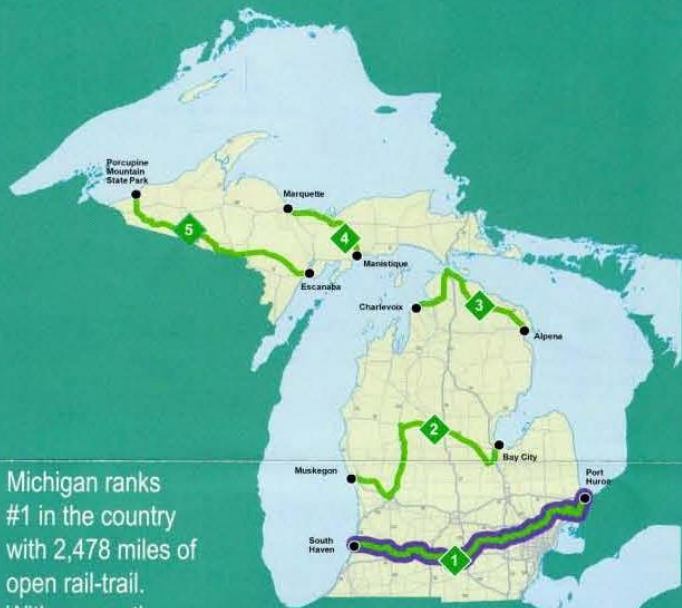 Porcupine
Mountain
State Park
Marquette
5
4
Manistique
Escanaba
Charlevoix
3
Alpena
2
Bay City
Muskegon
Port
Huron
South
Haven
1
Michigan ranks
#1 in the country
with 2,478 miles of
open rail-trail.